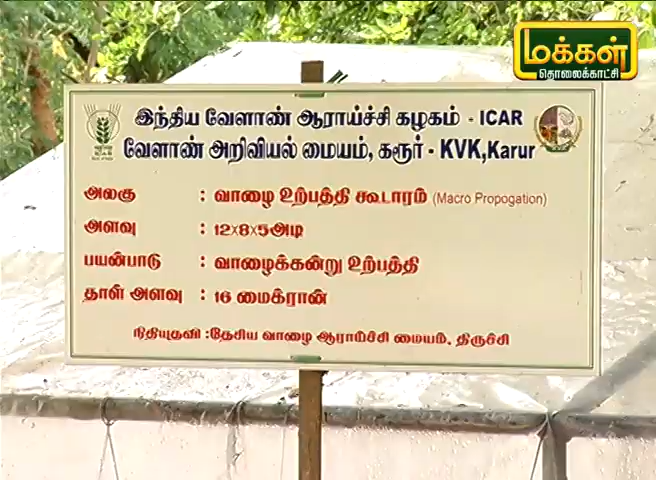 மக்கள்
தொலைக்காட்சி
இந்திய வேளாண் ஆராய்ச்சி கழகம் - ICAR
வேளாண் அறிவியல் மையம், கரூர் - KVK,Karur
அலகு : வாழை உற்பத்தி கூடாரம் (Macro Propogation)
அளவு : 12x8x5அடி
பயன்பாடு : வாழைக்கன்று உற்பத்தி
தாள் அளவு : 16 மைக்ரான்
நிதியுதவி :தேசிய வாழை ஆராய்ச்சி மையம், திருச்சி